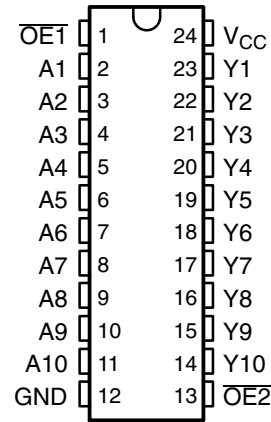 O̅E̅1̅ 1 24 VCC
A1 2 23 Y1
A2 3 22 Y2
A3 4 21 Y3
A4 5 20 Y4
A5 6 19 Y5
A6 7 18 Y6
A7 8 17 Y7
A8 9 16 Y8
A9 10 15 Y9
A10 11 14 Y10
GND 12 13 O̅E̅2̅